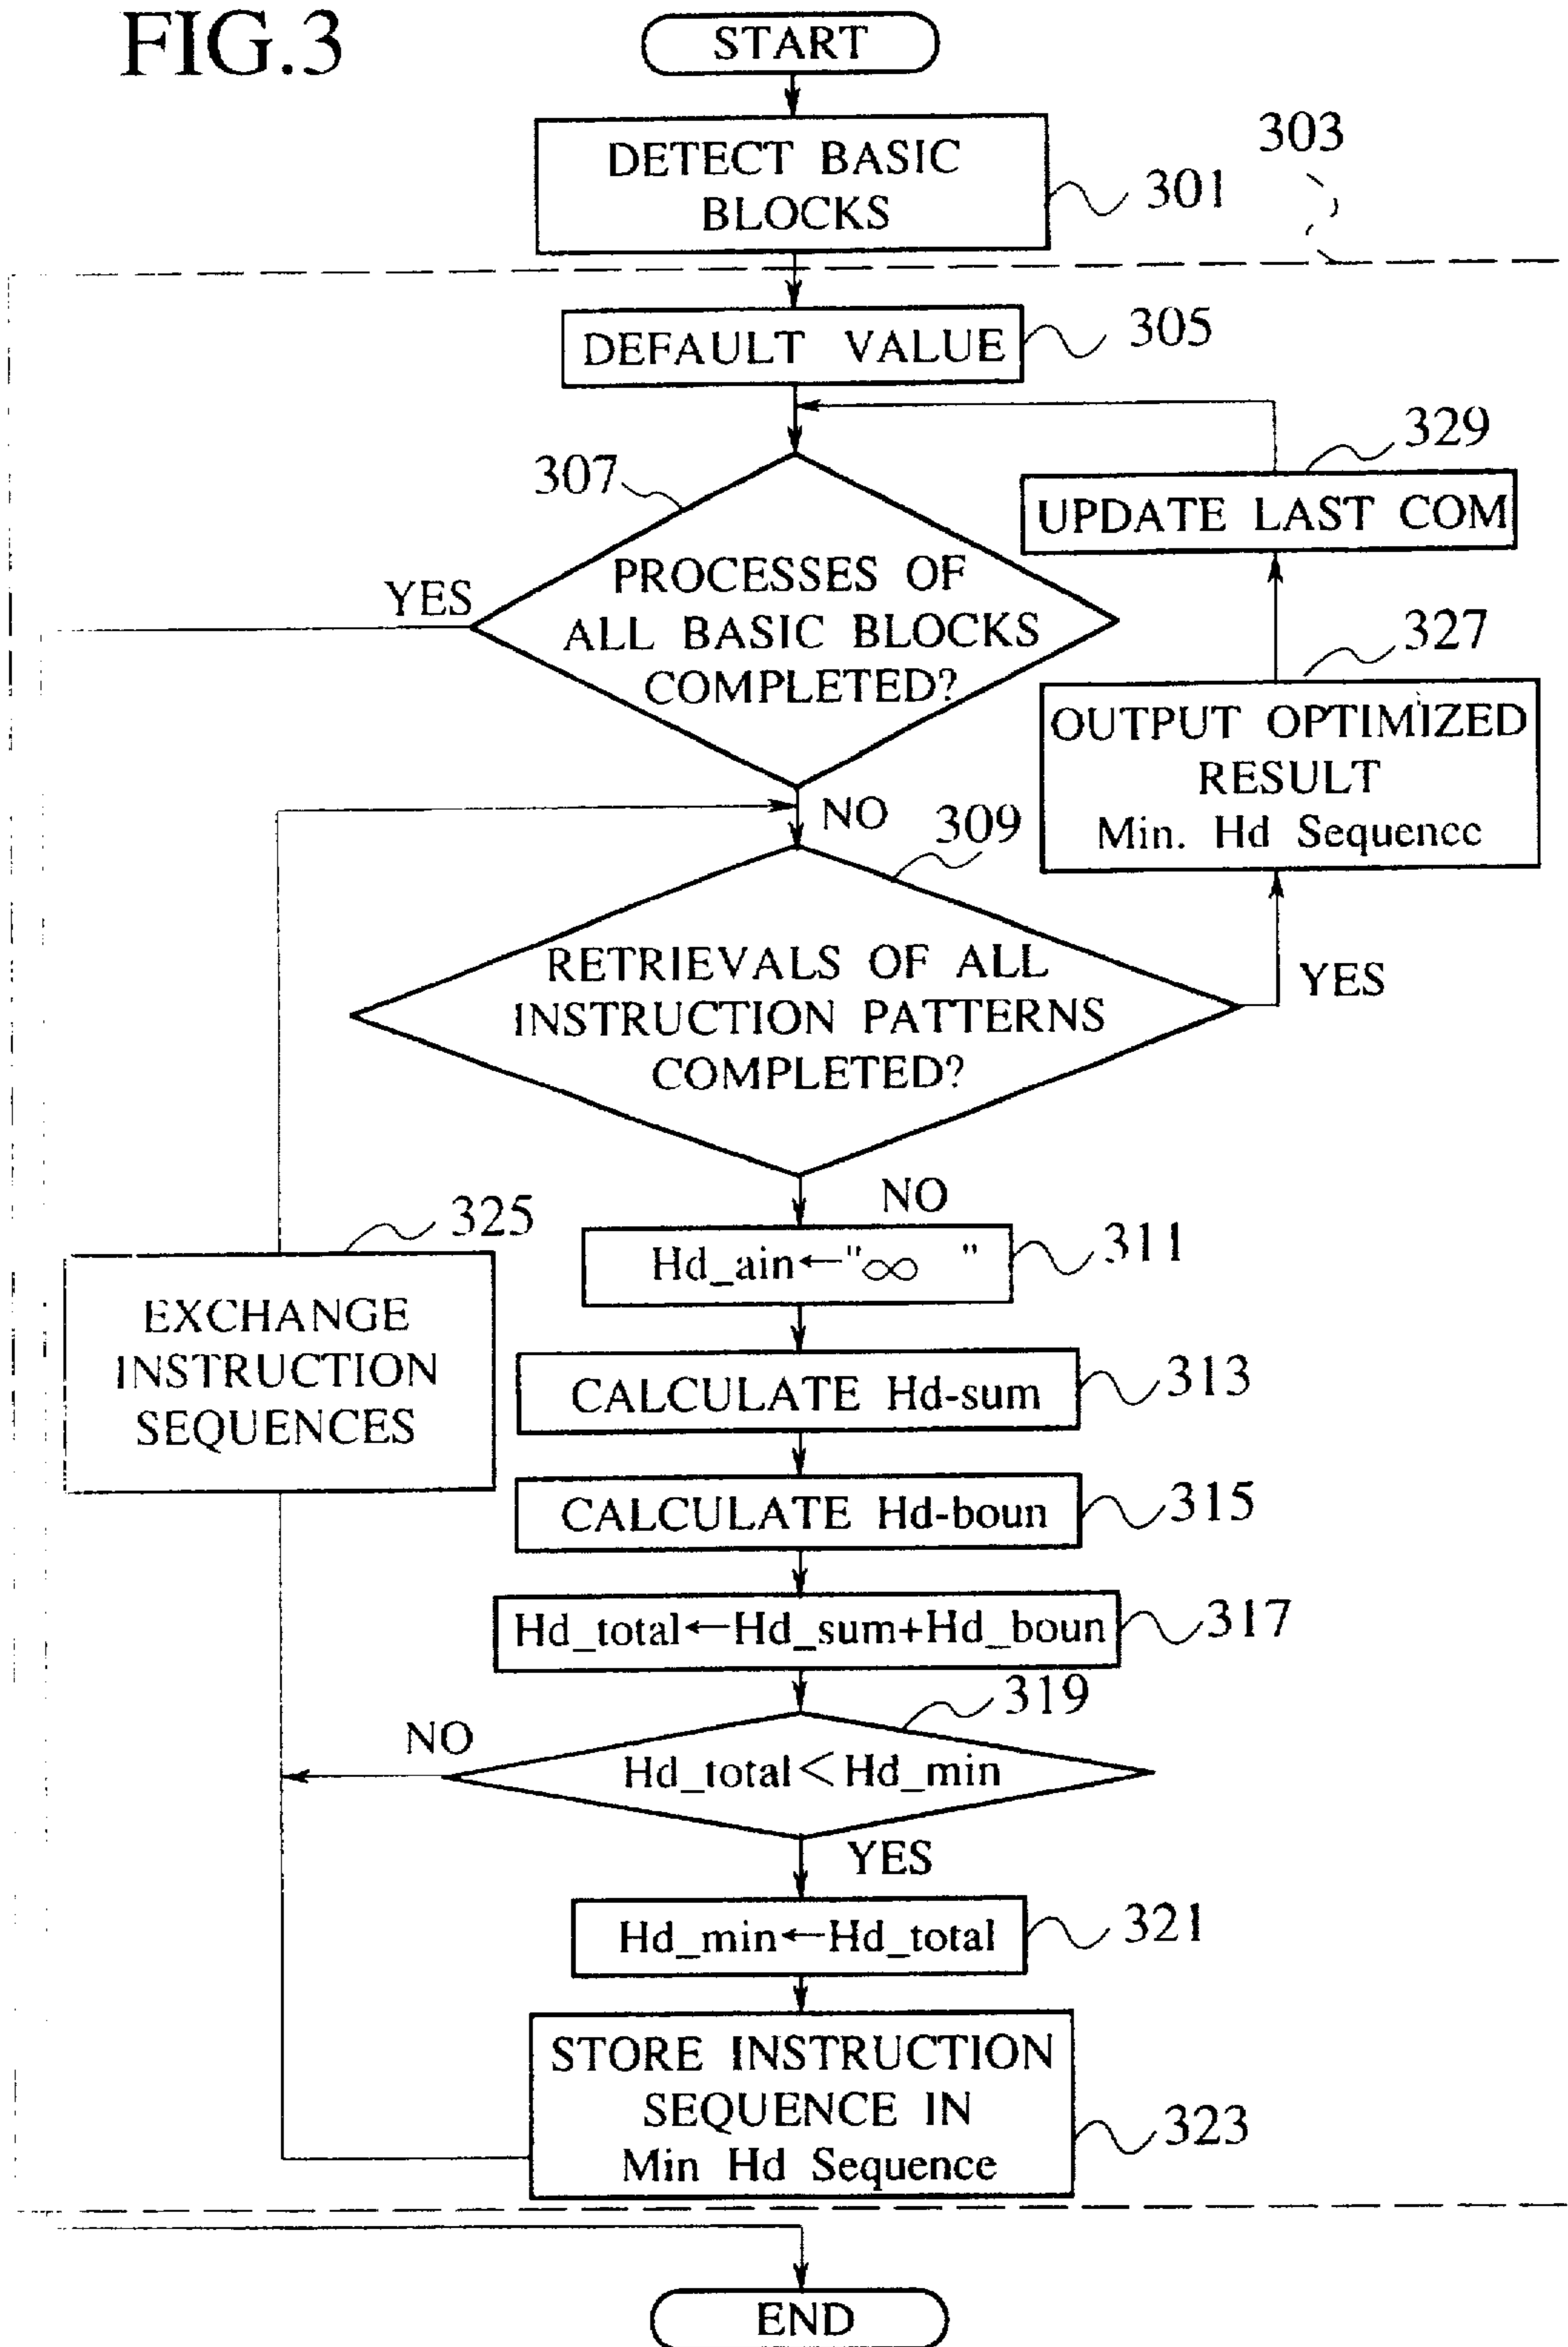 FIG.3
START
DETECT BASIC
BLOCKS
301
303
DEFAULT VALUE
305
329
UPDATE LAST COM
307
PROCESSES OF
ALL BASIC BLOCKS
COMPLETED?
YES
327
OUTPUT OPTIMIZED
RESULT
Min. Hd Sequence
NO
309
RETRIEVALS OF ALL
INSTRUCTION PATTERNS
COMPLETED?
YES
NO
325
EXCHANGE
INSTRUCTION
SEQUENCES
Hd_ain←"∞ "
311
CALCULATE Hd-sum
313
CALCULATE Hd-boun
315
Hd_total←Hd_sum+Hd_boun
317
319
NO
Hd_total<Hd_min
YES
Hd_min←Hd_total
321
STORE INSTRUCTION
SEQUENCE IN
Min Hd Sequence
323
END